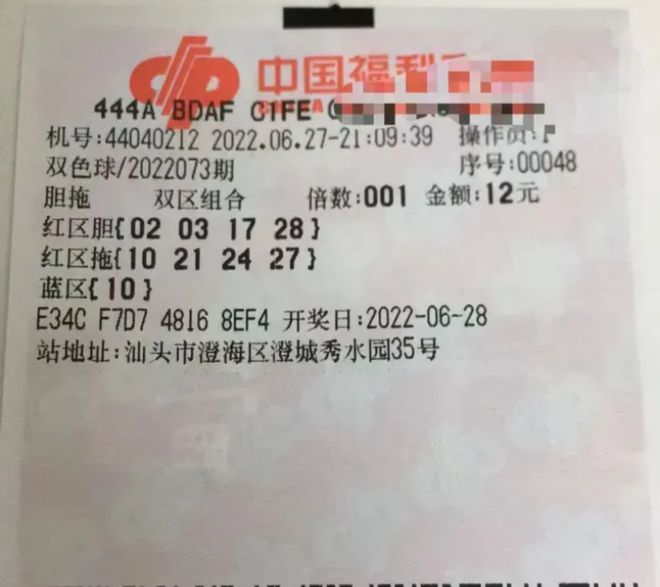 中国福利
444A BDAF C1FE
机号:44040212 2022.06.27-21:09:39 操作员:
双色球/2022073期 序号:00048
胆拖 双区组合 倍数:001 金额:12元
红区胆{02 03 17 28}
红区拖{10 21 24 27}
蓝区{10}
E34C F7D7 4816 8EF4 开奖日:2022-06-28
站地址:汕头市澄海区澄城秀水园35号